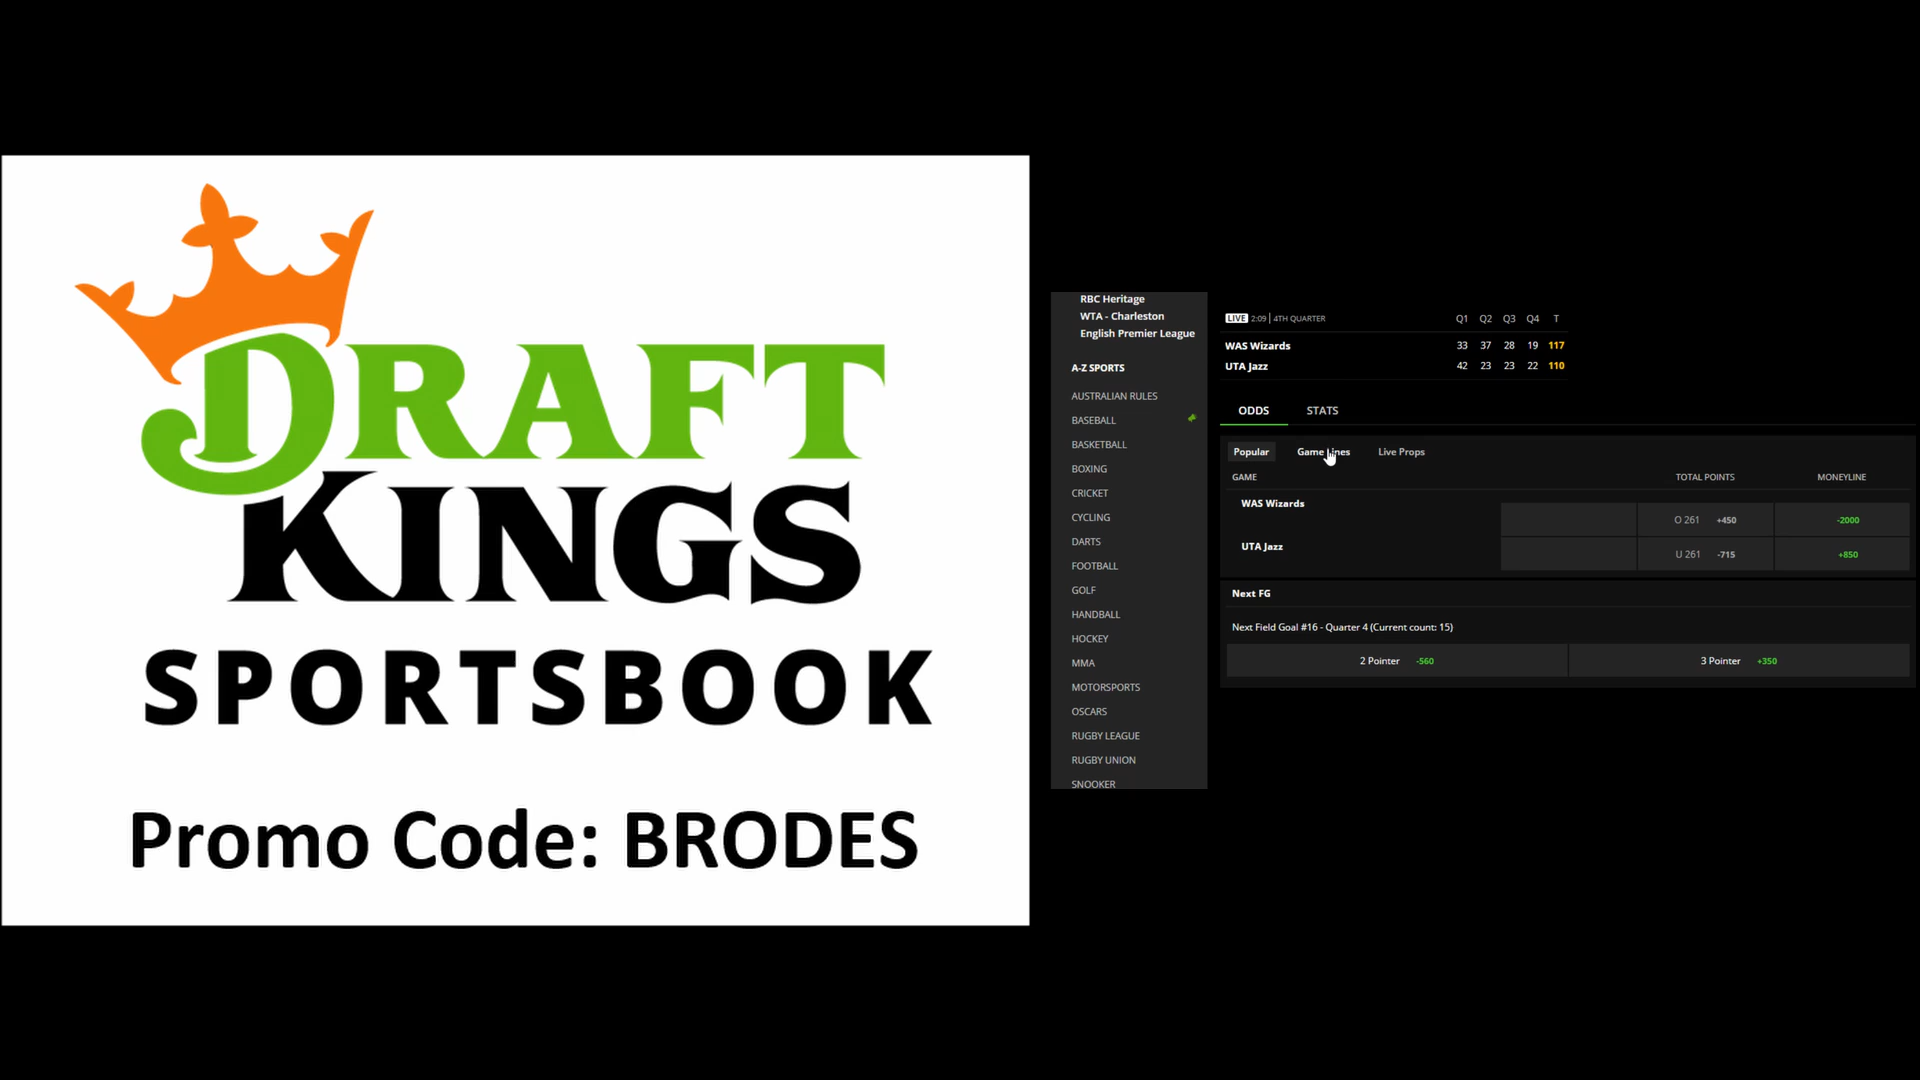 DRAFT
KINGS
SPORTSBOOK
Promo Code: BRODES
RBC Heritage
WTA - Charleston
English Premier League
A-Z SPORTS
AUSTRALIAN RULES
BASEBALL
BASKETBALL
BOXING
CRICKET
CYCLING
DARTS
FOOTBALL
GOLF
HANDBALL
HOCKEY
MMA
MOTORSPORTS
OSCARS
RUGBY LEAGUE
RUGBY UNION
SNOOKER
LIVE 2:09 | 4TH QUARTER Q1 Q2 Q3 Q4 T
WAS Wizards 33 37 28 19 117
UTA Jazz 42 23 23 22 110
ODDS STATS
Popular Game Lines Live Props
GAME TOTAL POINTS MONEYLINE
WAS Wizards
O 261 +450 -2000
UTA Jazz
U 261 -715 +850
Next FG
Next Field Goal #16 - Quarter 4 (Current count: 15)
2 Pointer -560 3 Pointer +350